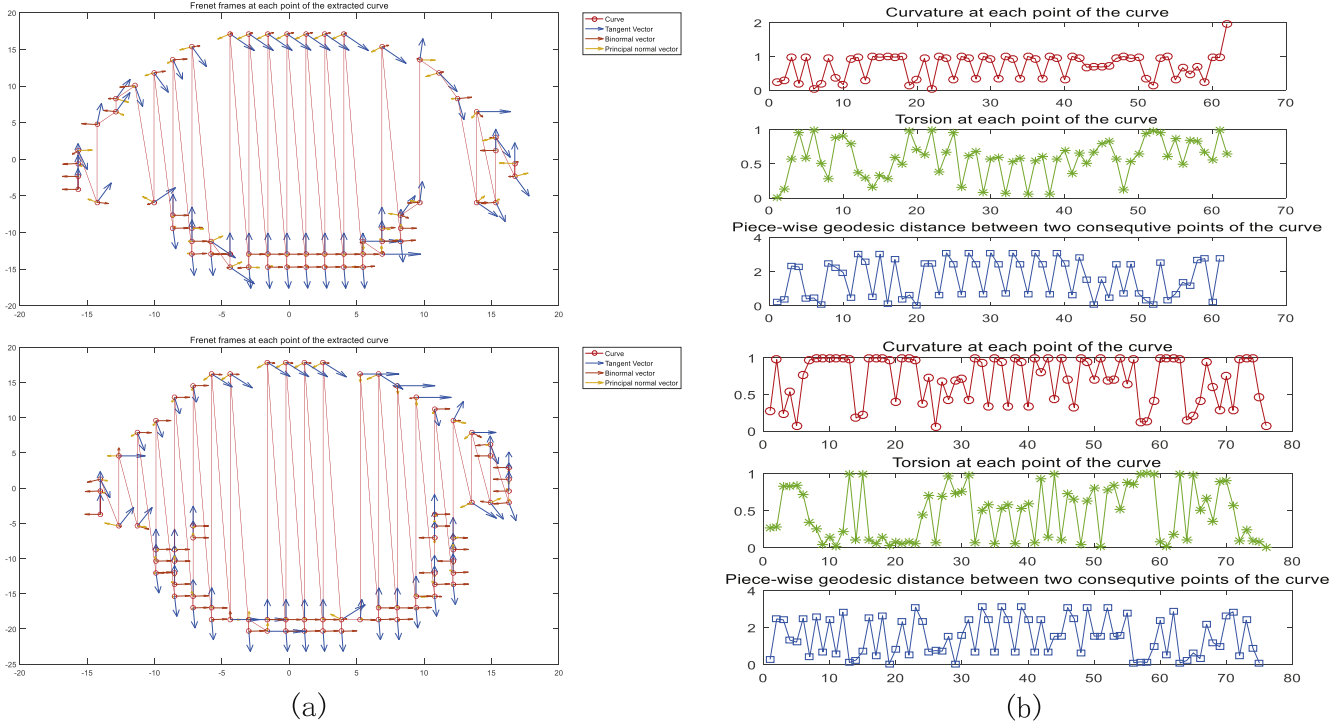 Frenet frames at each point of the extracted curve
20
15
10
5
0
-5
-10
-15
-20
-20 -15 -10 -5 0 5 10 15 20
Curve
Tangent Vector
Binormal vector
Principal normal vector
Frenet frames at each point of the extracted curve
20
15
10
5
0
-5
-10
-15
-20
-25
-20 -15 -10 -5 0 5 10 15 20
Curve
Tangent Vector
Binormal vector
Principal normal vector
(a)
Curvature at each point of the curve
2
1
0
0 10 20 30 40 50 60 70
Torsion at each point of the curve
1
0.5
0
0 10 20 30 40 50 60 70
Piece-wise geodesic distance between two consequtive points of the curve
4
2
0
0 10 20 30 40 50 60 70
Curvature at each point of the curve
1
0.5
0
0 10 20 30 40 50 60 70 80
Torsion at each point of the curve
1
0.5
0
0 10 20 30 40 50 60 70 80
Piece-wise geodesic distance between two consequtive points of the curve
4
2
0
0 10 20 30 40 50 60 70 80
(b)